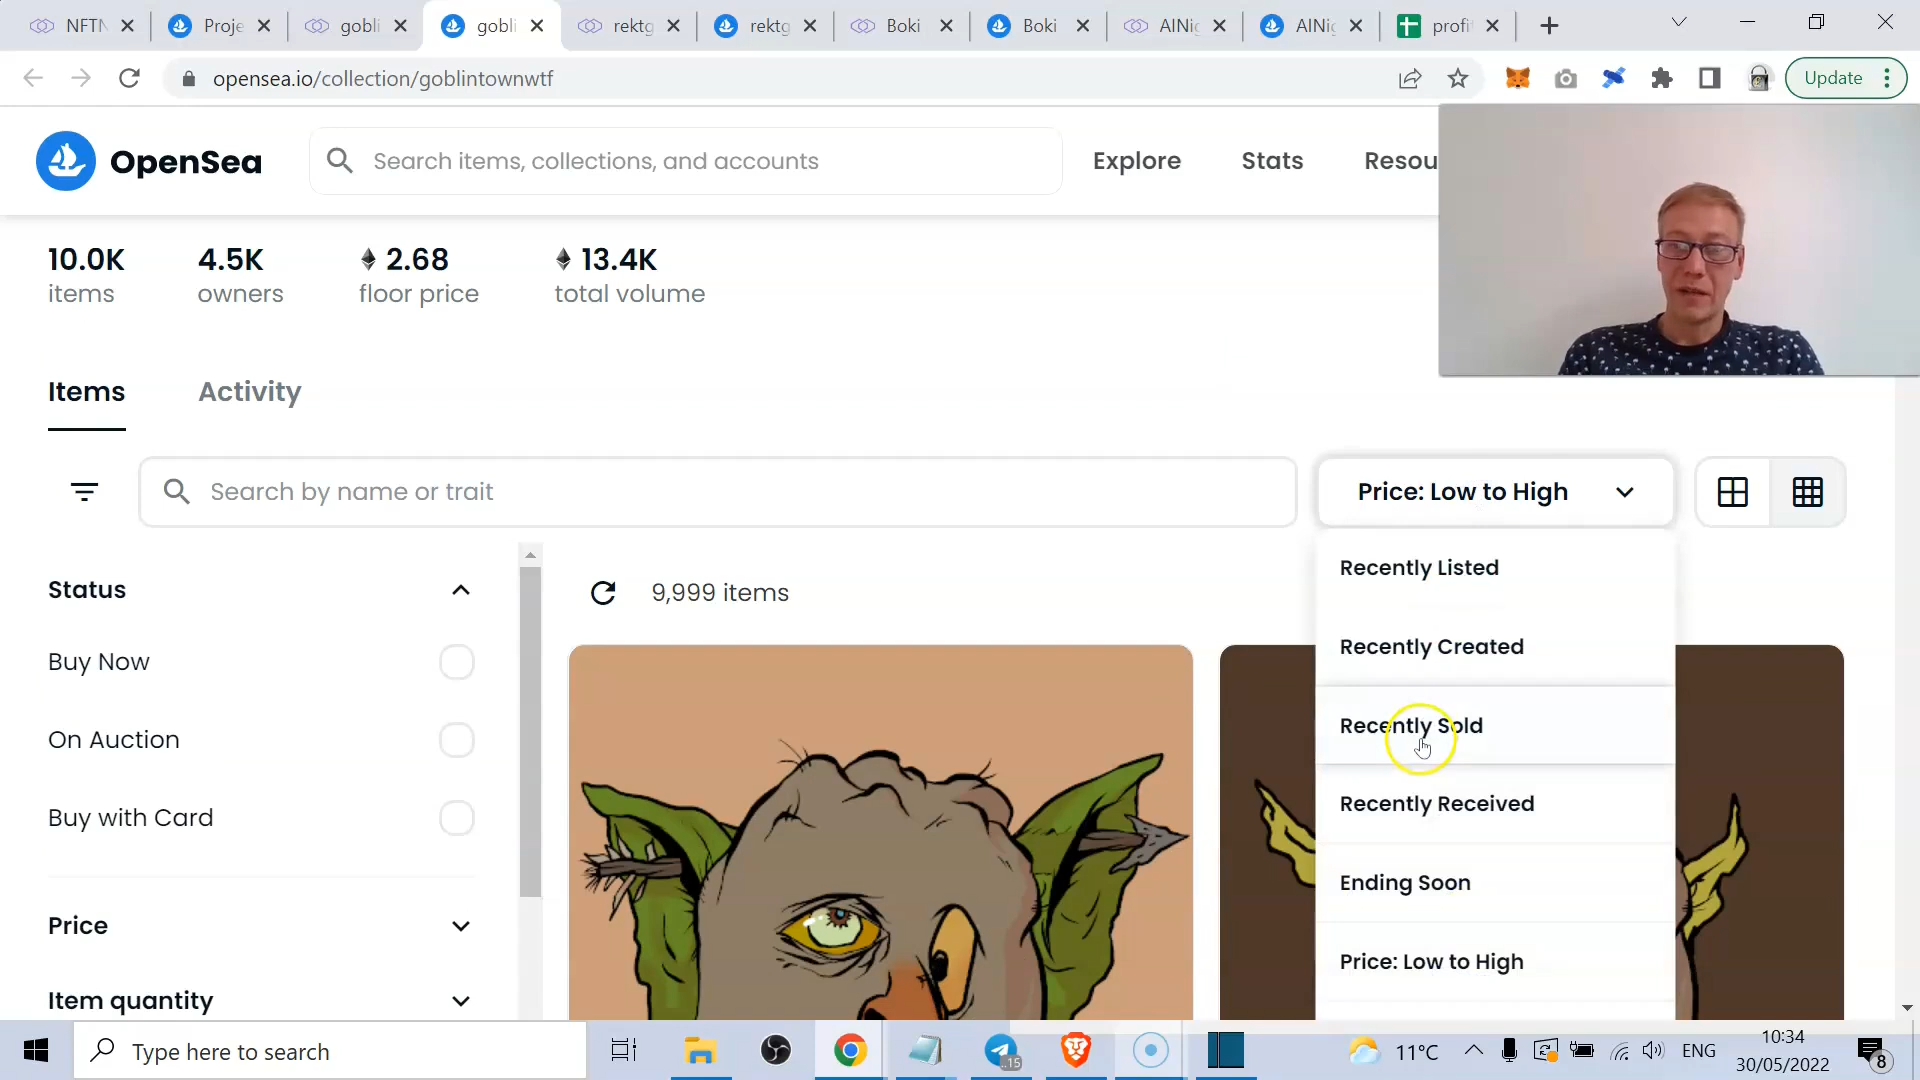 NFTN
Proje
gobli
gobli
rektg
rektg
Boki
Boki
AINig
AINig
profi
opensea.io/collection/goblintownwtf
Update
OpenSea
Search items, collections, and accounts
Explore
Stats
Resou
10.0K
items
4.5K
owners
2.68
floor price
13.4K
total volume
Items
Activity
Search by name or trait
Price: Low to High
Recently Listed
Recently Created
Recently Sold
Recently Received
Ending Soon
Price: Low to High
Status
Buy Now
On Auction
Buy with Card
Price
Item quantity
9,999 items
Type here to search
..15
11°C
ENG
10:34
30/05/2022
8